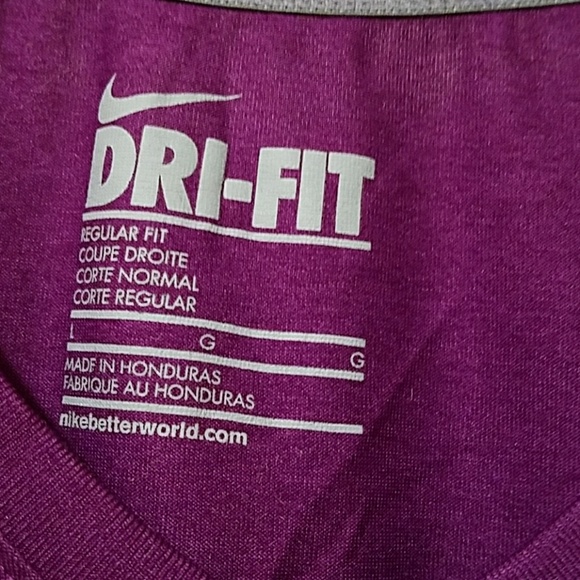 DRI-FIT
REGULAR FIT
COUPE DROITE
CORTE NORMAL
CORTE REGULAR
L G G
MADE IN HONDURAS
FABRIQUE AU HONDURAS
nikebetterworld.com